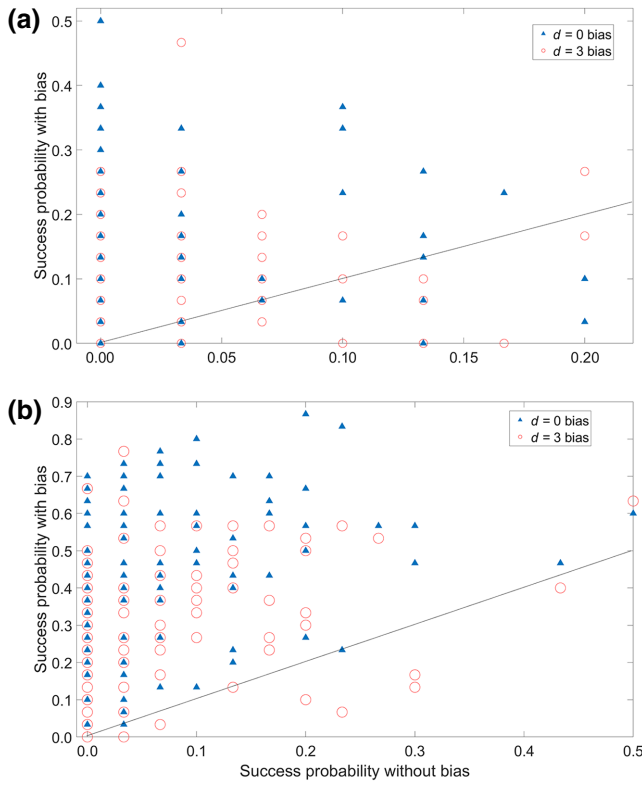 (a)
0.5
0.4
0.3
0.2
0.1
0.0
Success probability with bias
d = 0 bias
d = 3 bias
0.00 0.05 0.10 0.15 0.20
(b)
0.9
0.8
0.7
0.6
0.5
0.4
0.3
0.2
0.1
0.0
Success probability with bias
d = 0 bias
d = 3 bias
0.0 0.1 0.2 0.3 0.4 0.5
Success probability without bias